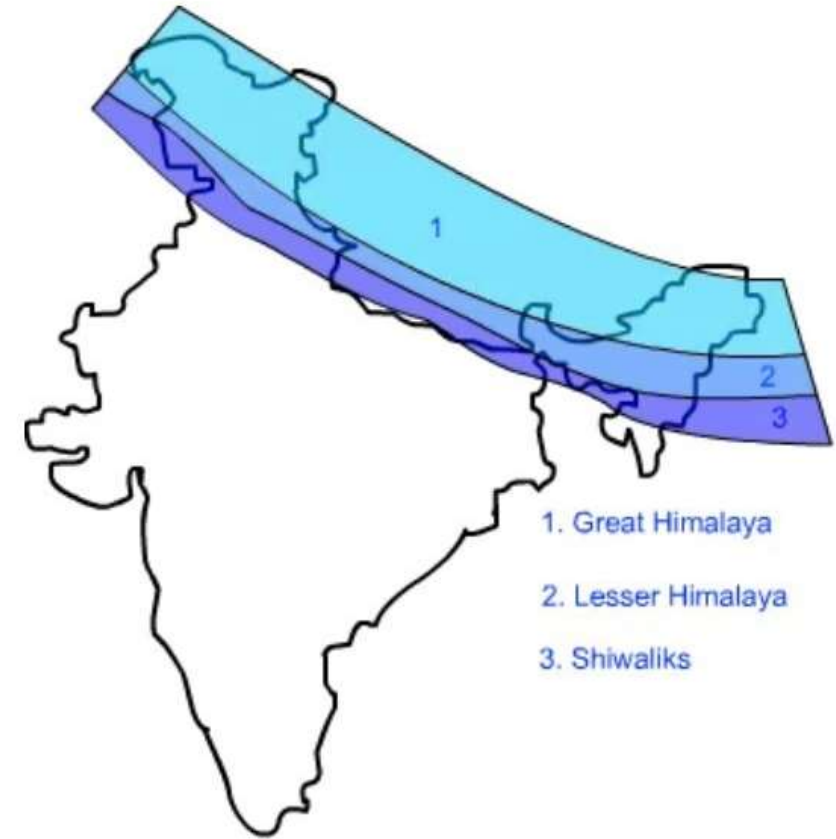 1
2
3
1. Great Himalaya
2. Lesser Himalaya
3. Shiwaliks